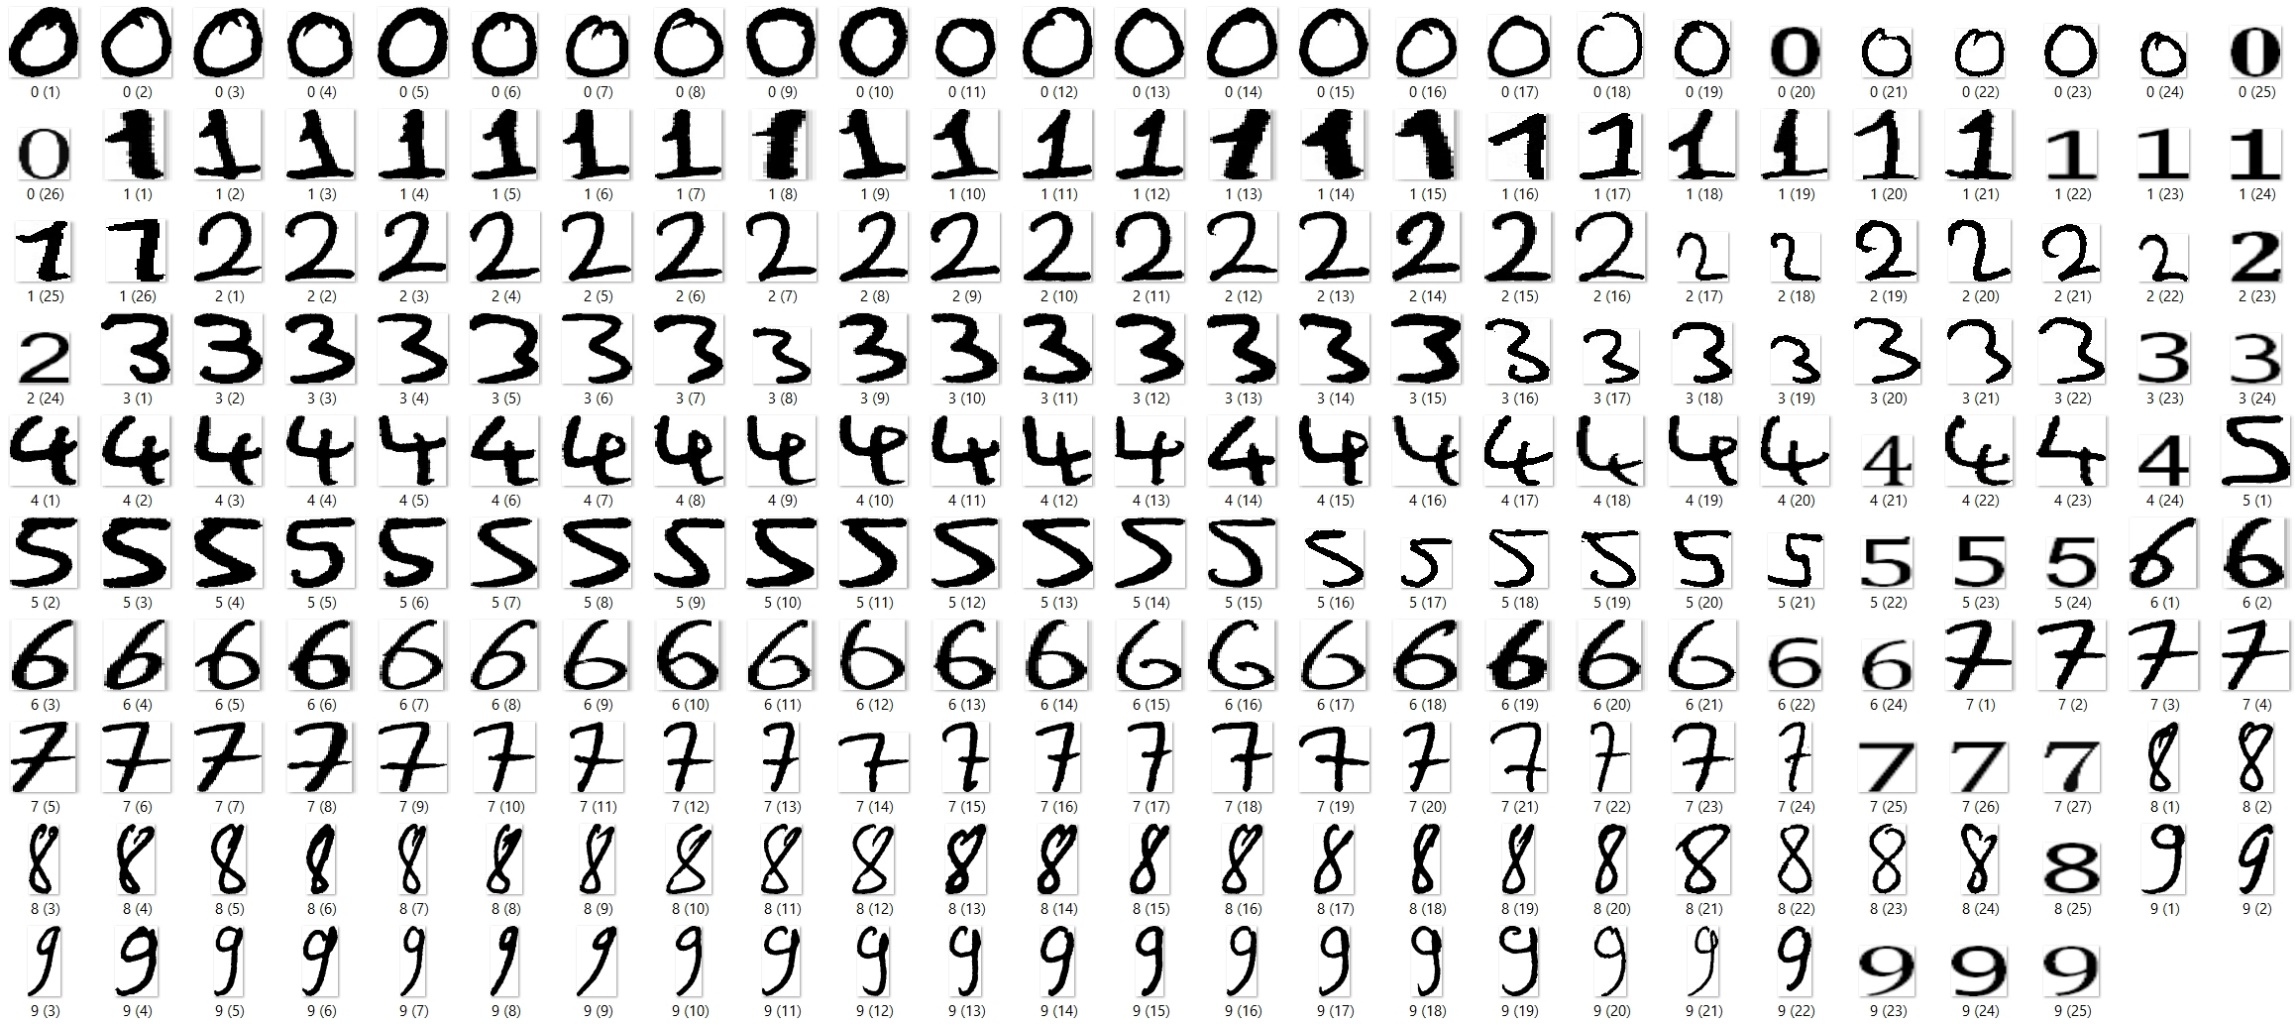 0 0 0 0 0 0 0 0 0 0 0 0 0 0 0 0 0 0 0 0 0 0 0 0 0
0 (1) 0 (2) 0 (3) 0 (4) 0 (5) 0 (6) 0 (7) 0 (8) 0 (9) 0 (10) 0 (11) 0 (12) 0 (13) 0 (14) 0 (15) 0 (16) 0 (17) 0 (18) 0 (19) 0 (20) 0 (21) 0 (22) 0 (23) 0 (24) 0 (25)
0 1 1 1 1 1 1 1 1 1 1 1 1 1 1 1 1 1 1 1 1 1 1 1 1
0 (26) 1 (1) 1 (2) 1 (3) 1 (4) 1 (5) 1 (6) 1 (7) 1 (8) 1 (9) 1 (10) 1 (11) 1 (12) 1 (13) 1 (14) 1 (15) 1 (16) 1 (17) 1 (18) 1 (19) 1 (20) 1 (21) 1 (22) 1 (23) 1 (24)
1 1 2 2 2 2 2 2 2 2 2 2 2 2 2 2 2 2 2 2 2 2 2 2 2
1 (25) 1 (26) 2 (1) 2 (2) 2 (3) 2 (4) 2 (5) 2 (6) 2 (7) 2 (8) 2 (9) 2 (10) 2 (11) 2 (12) 2 (13) 2 (14) 2 (15) 2 (16) 2 (17) 2 (18) 2 (19) 2 (20) 2 (21) 2 (22) 2 (23)
2 3 3 3 3 3 3 3 3 3 3 3 3 3 3 3 3 3 3 3 3 3 3 3 3
2 (24) 3 (1) 3 (2) 3 (3) 3 (4) 3 (5) 3 (6) 3 (7) 3 (8) 3 (9) 3 (10) 3 (11) 3 (12) 3 (13) 3 (14) 3 (15) 3 (16) 3 (17) 3 (18) 3 (19) 3 (20) 3 (21) 3 (22) 3 (23) 3 (24)
4 4 4 4 4 4 4 4 4 4 4 4 4 4 4 4 4 4 4 4 4 4 4 4 5
4 (1) 4 (2) 4 (3) 4 (4) 4 (5) 4 (6) 4 (7) 4 (8) 4 (9) 4 (10) 4 (11) 4 (12) 4 (13) 4 (14) 4 (15) 4 (16) 4 (17) 4 (18) 4 (19) 4 (20) 4 (21) 4 (22) 4 (23) 4 (24) 5 (1)
5 5 5 5 5 5 5 5 5 5 5 5 5 5 5 5 5 5 5 5 5 5 5 6 6
5 (2) 5 (3) 5 (4) 5 (5) 5 (6) 5 (7) 5 (8) 5 (9) 5 (10) 5 (11) 5 (12) 5 (13) 5 (14) 5 (15) 5 (16) 5 (17) 5 (18) 5 (19) 5 (20) 5 (21) 5 (22) 5 (23) 5 (24) 6 (1) 6 (2)
6 6 6 6 6 6 6 6 6 6 6 6 6 6 6 6 6 6 6 6 6 7 7 7 7
6 (3) 6 (4) 6 (5) 6 (6) 6 (7) 6 (8) 6 (9) 6 (10) 6 (11) 6 (12) 6 (13) 6 (14) 6 (15) 6 (16) 6 (17) 6 (18) 6 (19) 6 (20) 6 (21) 6 (22) 6 (24) 7 (1) 7 (2) 7 (3) 7 (4)
7 7 7 7 7 7 7 7 7 7 7 7 7 7 7 7 7 7 7 7 7 7 7 8 8
7 (5) 7 (6) 7 (7) 7 (8) 7 (9) 7 (10) 7 (11) 7 (12) 7 (13) 7 (14) 7 (15) 7 (16) 7 (17) 7 (18) 7 (19) 7 (20) 7 (21) 7 (22) 7 (23) 7 (24) 7 (25) 7 (26) 7 (27) 8 (1) 8 (2)
8 8 8 8 8 8 8 8 8 8 8 8 8 8 8 8 8 8 8 8 8 8 8 9 9
8 (3) 8 (4) 8 (5) 8 (6) 8 (7) 8 (8) 8 (9) 8 (10) 8 (11) 8 (12) 8 (13) 8 (14) 8 (15) 8 (16) 8 (17) 8 (18) 8 (19) 8 (20) 8 (21) 8 (22) 8 (23) 8 (24) 8 (25) 9 (1) 9 (2)
9 9 9 9 9 9 9 9 9 9 9 9 9 9 9 9 9 9 9 9 9 9 9
9 (3) 9 (4) 9 (5) 9 (6) 9 (7) 9 (8) 9 (9) 9 (10) 9 (11) 9 (12) 9 (13) 9 (14) 9 (15) 9 (16) 9 (17) 9 (18) 9 (19) 9 (20) 9 (21) 9 (22) 9 (23) 9 (24) 9 (25)